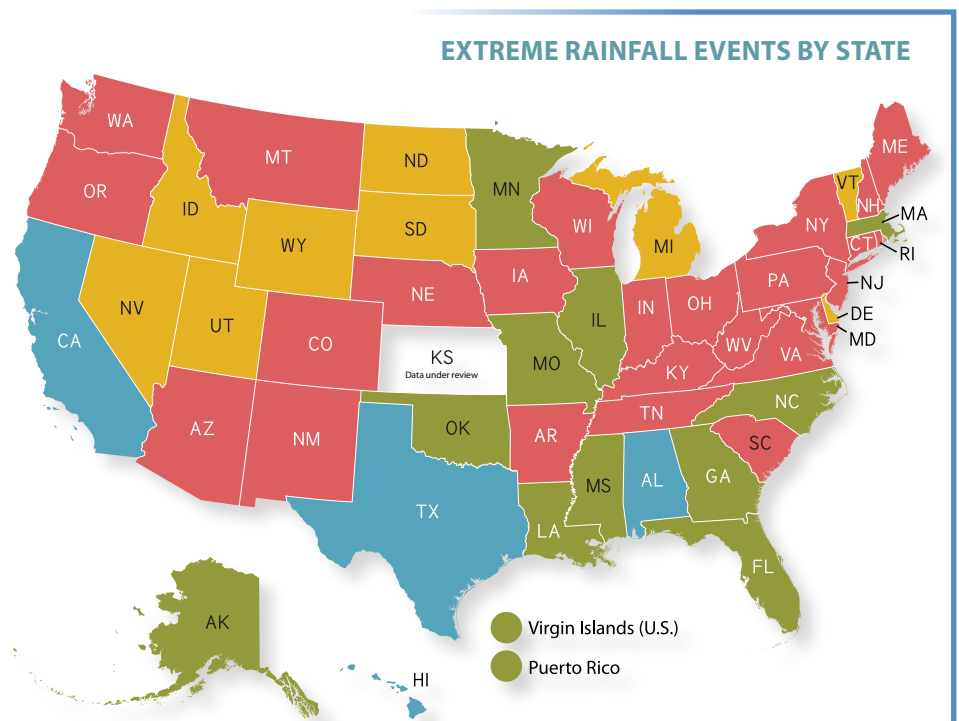 EXTREME RAINFALL EVENTS BY STATE
WA
MT
ND
MN
ME
OR
ID
VT
NH
MA
WY
SD
WI
MI
NY
CT
RI
NV
UT
NE
IA
IL
IN
OH
PA
NJ
DE
MD
CA
CO
KS
Data under review
MO
WV
VA
KY
AZ
NM
OK
AR
TN
NC
SC
TX
LA
MS
AL
GA
FL
AK
Virgin Islands (U.S.)
Puerto Rico
HI